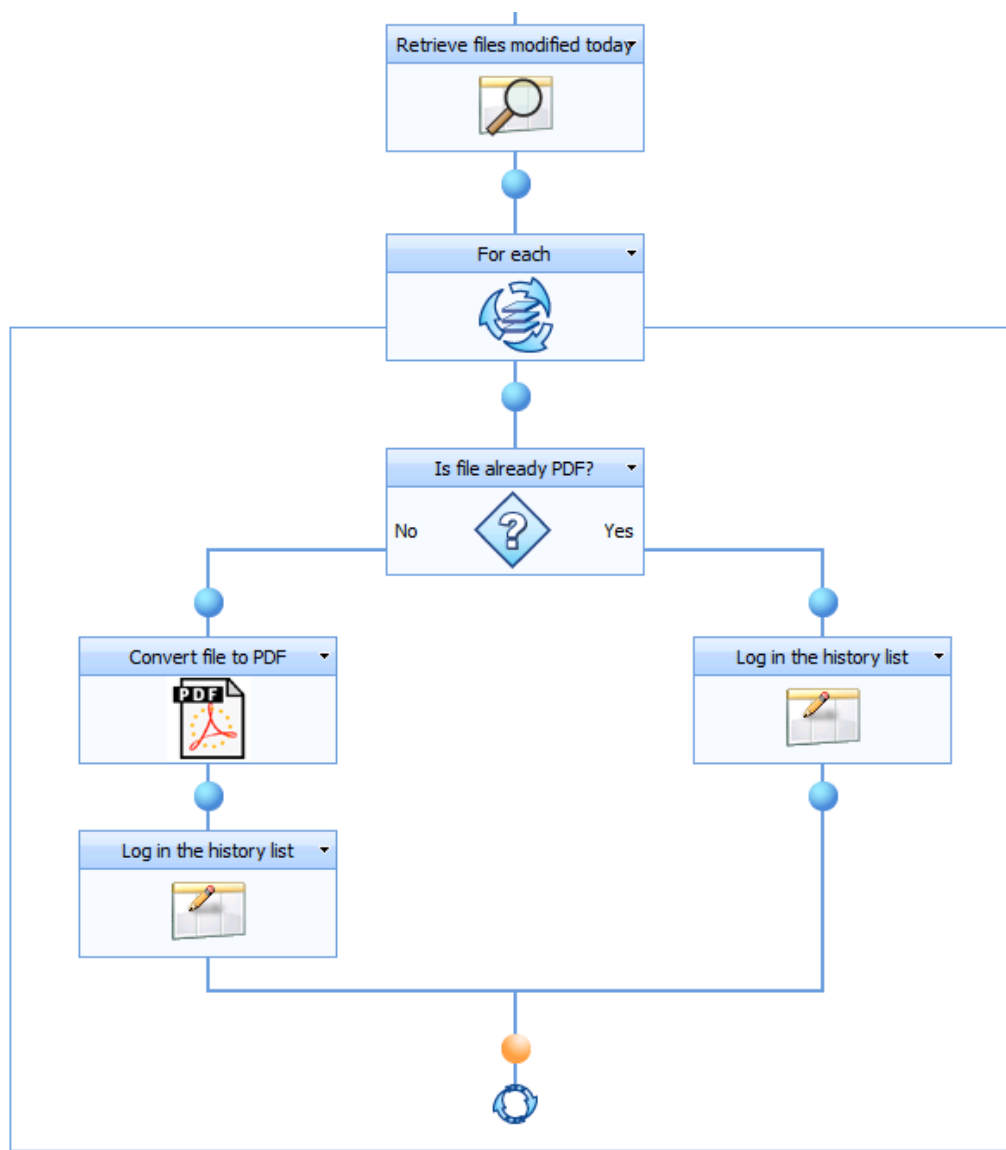 Retrieve files modified today
For each
Is file already PDF?
No
Yes
Convert file to PDF
Log in the history list
PDF
Log in the history list